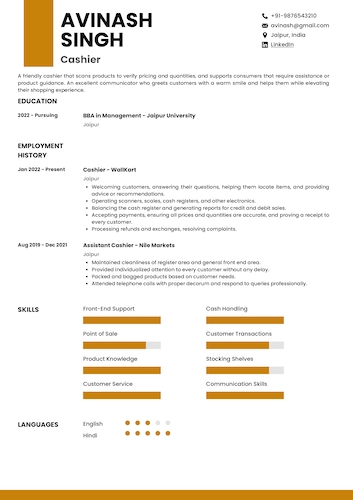 AVINASH
SINGH
Cashier
+91-9876543210
avinash@gmail.com
Jaipur, India
LinkedIn
A friendly cashier that scans products to verify pricing and quantities, and supports consumers that require assistance or
product guidance. An excellent communicator who greets customers with a warm smile and helps them while elevating
their shopping experience.
EDUCATION
2022 - Pursuing
BBA in Management - Jaipur University
Jaipur
EMPLOYMENT
HISTORY
Jan 2022 - Present
Cashier - WallKart
Jaipur
• Welcoming customers, answering their questions, helping them locate items, and providing
advice or recommendations.
• Operating scanners, scales, cash registers, and other electronics.
• Balancing the cash register and generating reports for credit and debit sales.
• Accepting payments, ensuring all prices and quantities are accurate, and proving a receipt to
every customer.
• Processing refunds and exchanges, resolving complaints.
Aug 2019 - Dec 2021
Assistant Cashier - Nile Markets
Jaipur
• Maintained cleanliness of register area and general front end area.
• Provided individualized attention to every customer without any delay.
• Packed and bagged products based on customer needs.
• Attended telephone calls with proper decorum and respond to queries professionally.
SKILLS
Front-End Support
Cash Handling
Point of Sale
Customer Transactions
Product Knowledge
Stocking Shelves
Customer Service
Communication Skills
LANGUAGES
English
Hindi